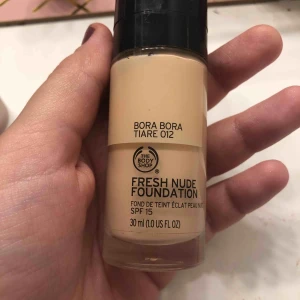 BORA BORA
TIARE 012
THE
BODY
SHOP
®
FRESH NUDE
FOUNDATION
FOND DE TEINT ÉCLAT PEAU
SPF 15
30 ml (1.0 US FL OZ)